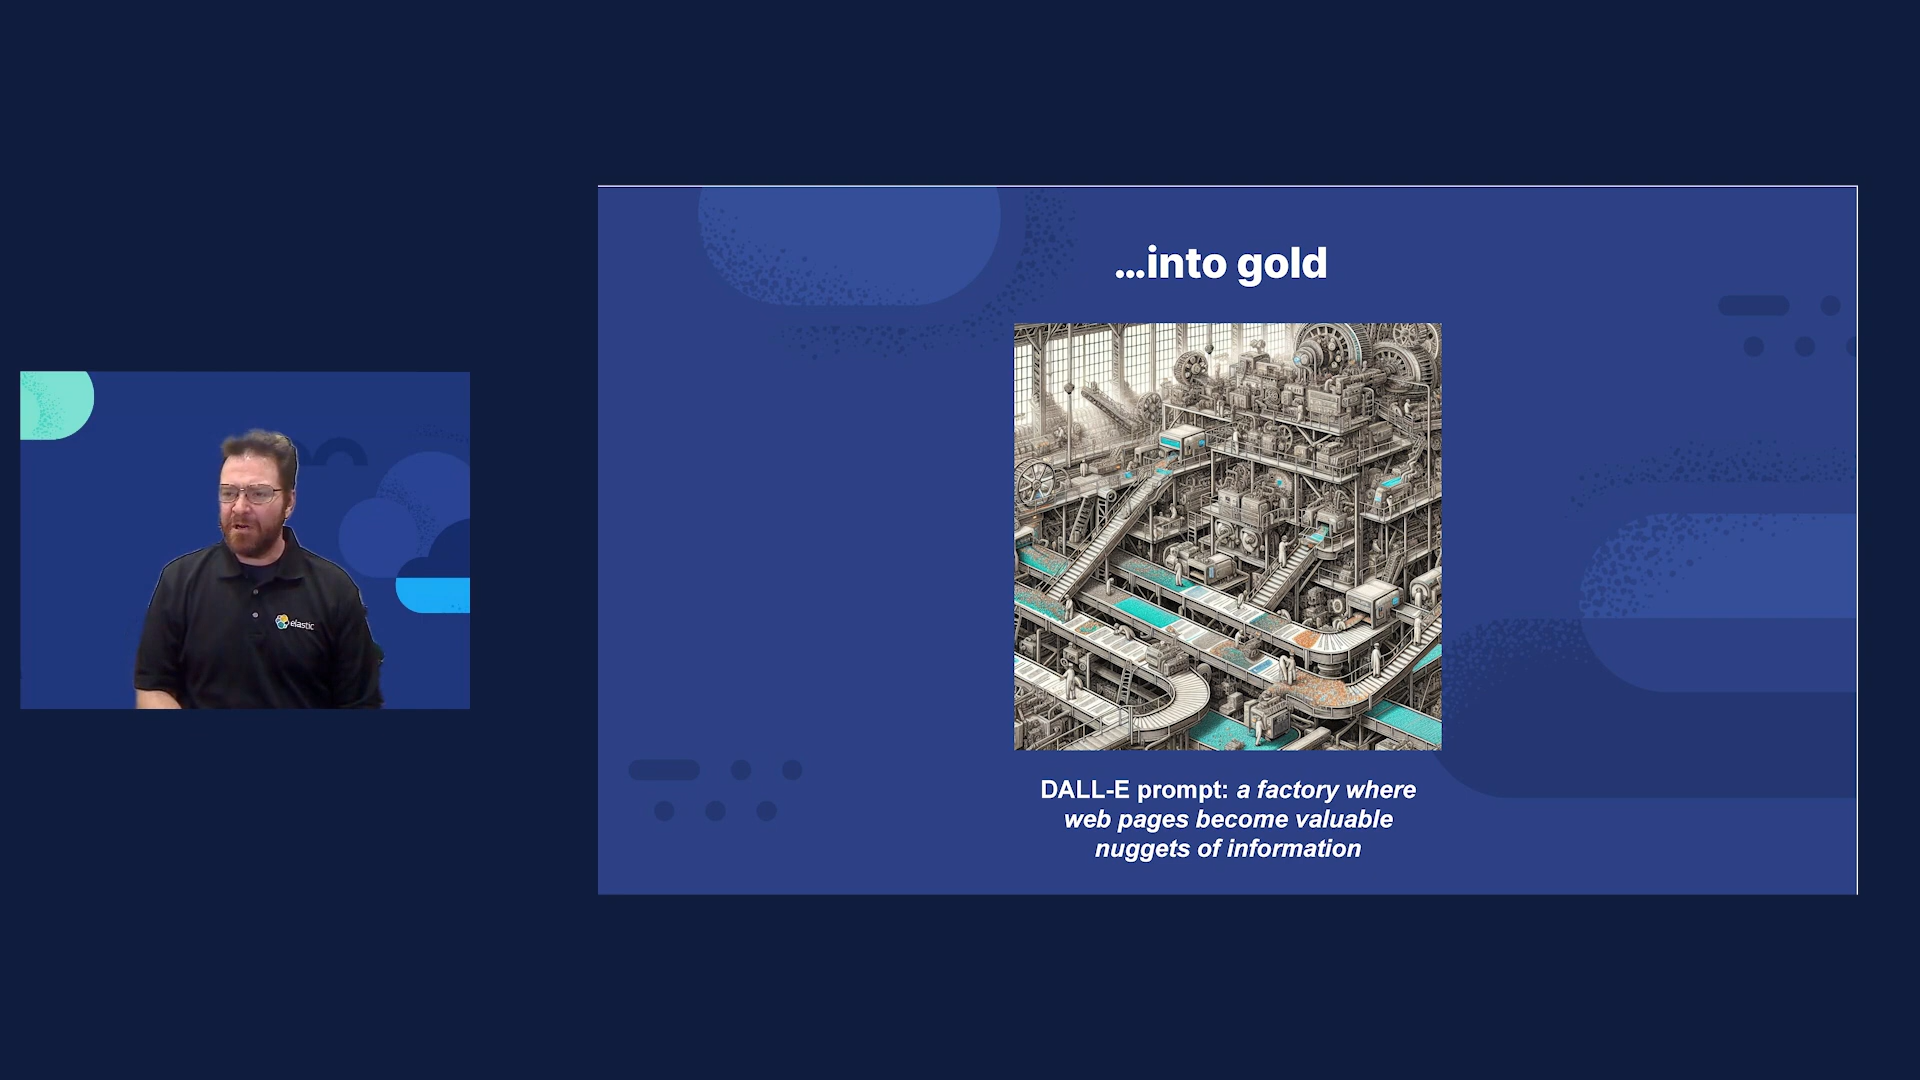 ...into gold
elastic
DALL-E prompt: a factory where
web pages become valuable
nuggets of information